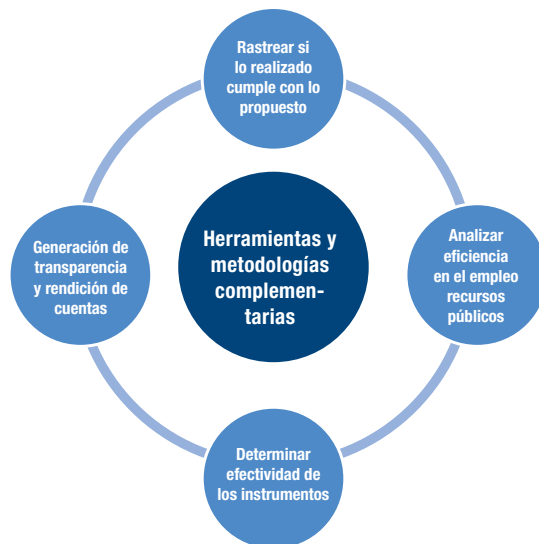 Rastrear si
lo realizado
cumple con lo
propuesto
Generación de
transparencia
y rendición de
cuentas
Herramientas y
metodologías
complemen-
tarias
Analizar
eficiencia
en el empleo
recursos
públicos
Determinar
efectividad de
los instrumentos